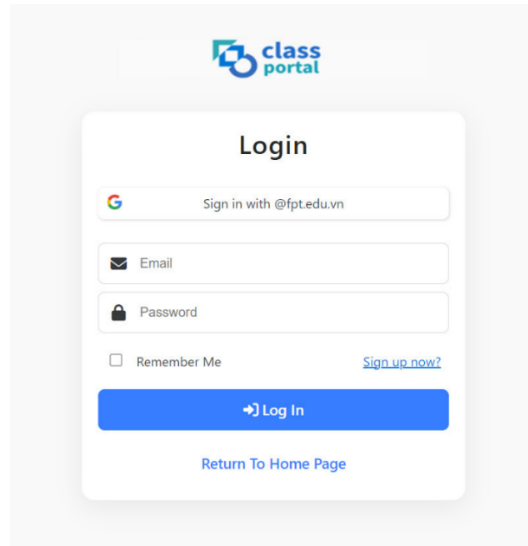 class
portal
Login
Sign in with @fpt.edu.vn
Email
Password
Remember Me
Sign up now?
Log In
Return To Home Page